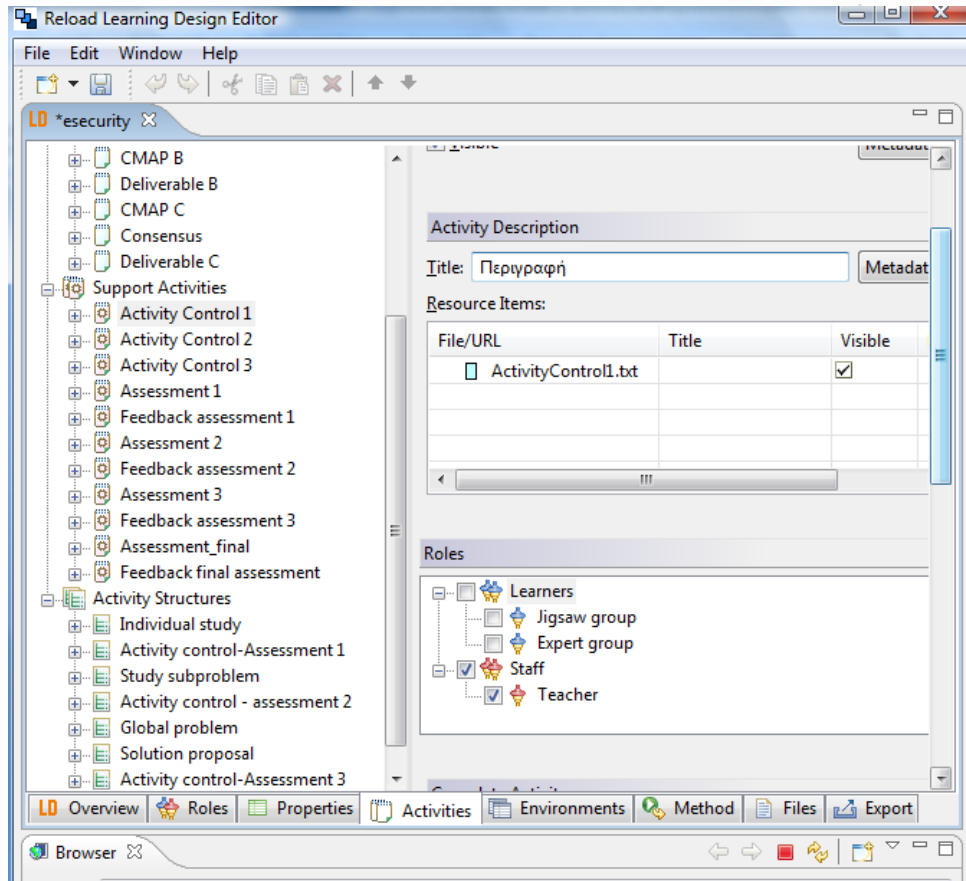 Reload Learning Design Editor
File Edit Window Help
LD *esecurity
CMAP B
Deliverable B
CMAP C
Consensus
Deliverable C
Support Activities
Activity Control 1
Activity Control 2
Activity Control 3
Assessment 1
Feedback assessment 1
Assessment 2
Feedback assessment 2
Assessment 3
Feedback assessment 3
Assessment_final
Feedback final assessment
Activity Structures
Individual study
Activity control-Assessment 1
Study subproblem
Activity control - assessment 2
Global problem
Solution proposal
Activity control-Assessment 3
Visible Metadat
Activity Description
Title: Περιγραφή Metadat
Resource Items:
File/URL Title Visible
ActivityControl1.txt
Roles
Learners
Jigsaw group
Expert group
Staff
Teacher
LD Overview Roles Properties Activities Environments Method Files Export
Browser